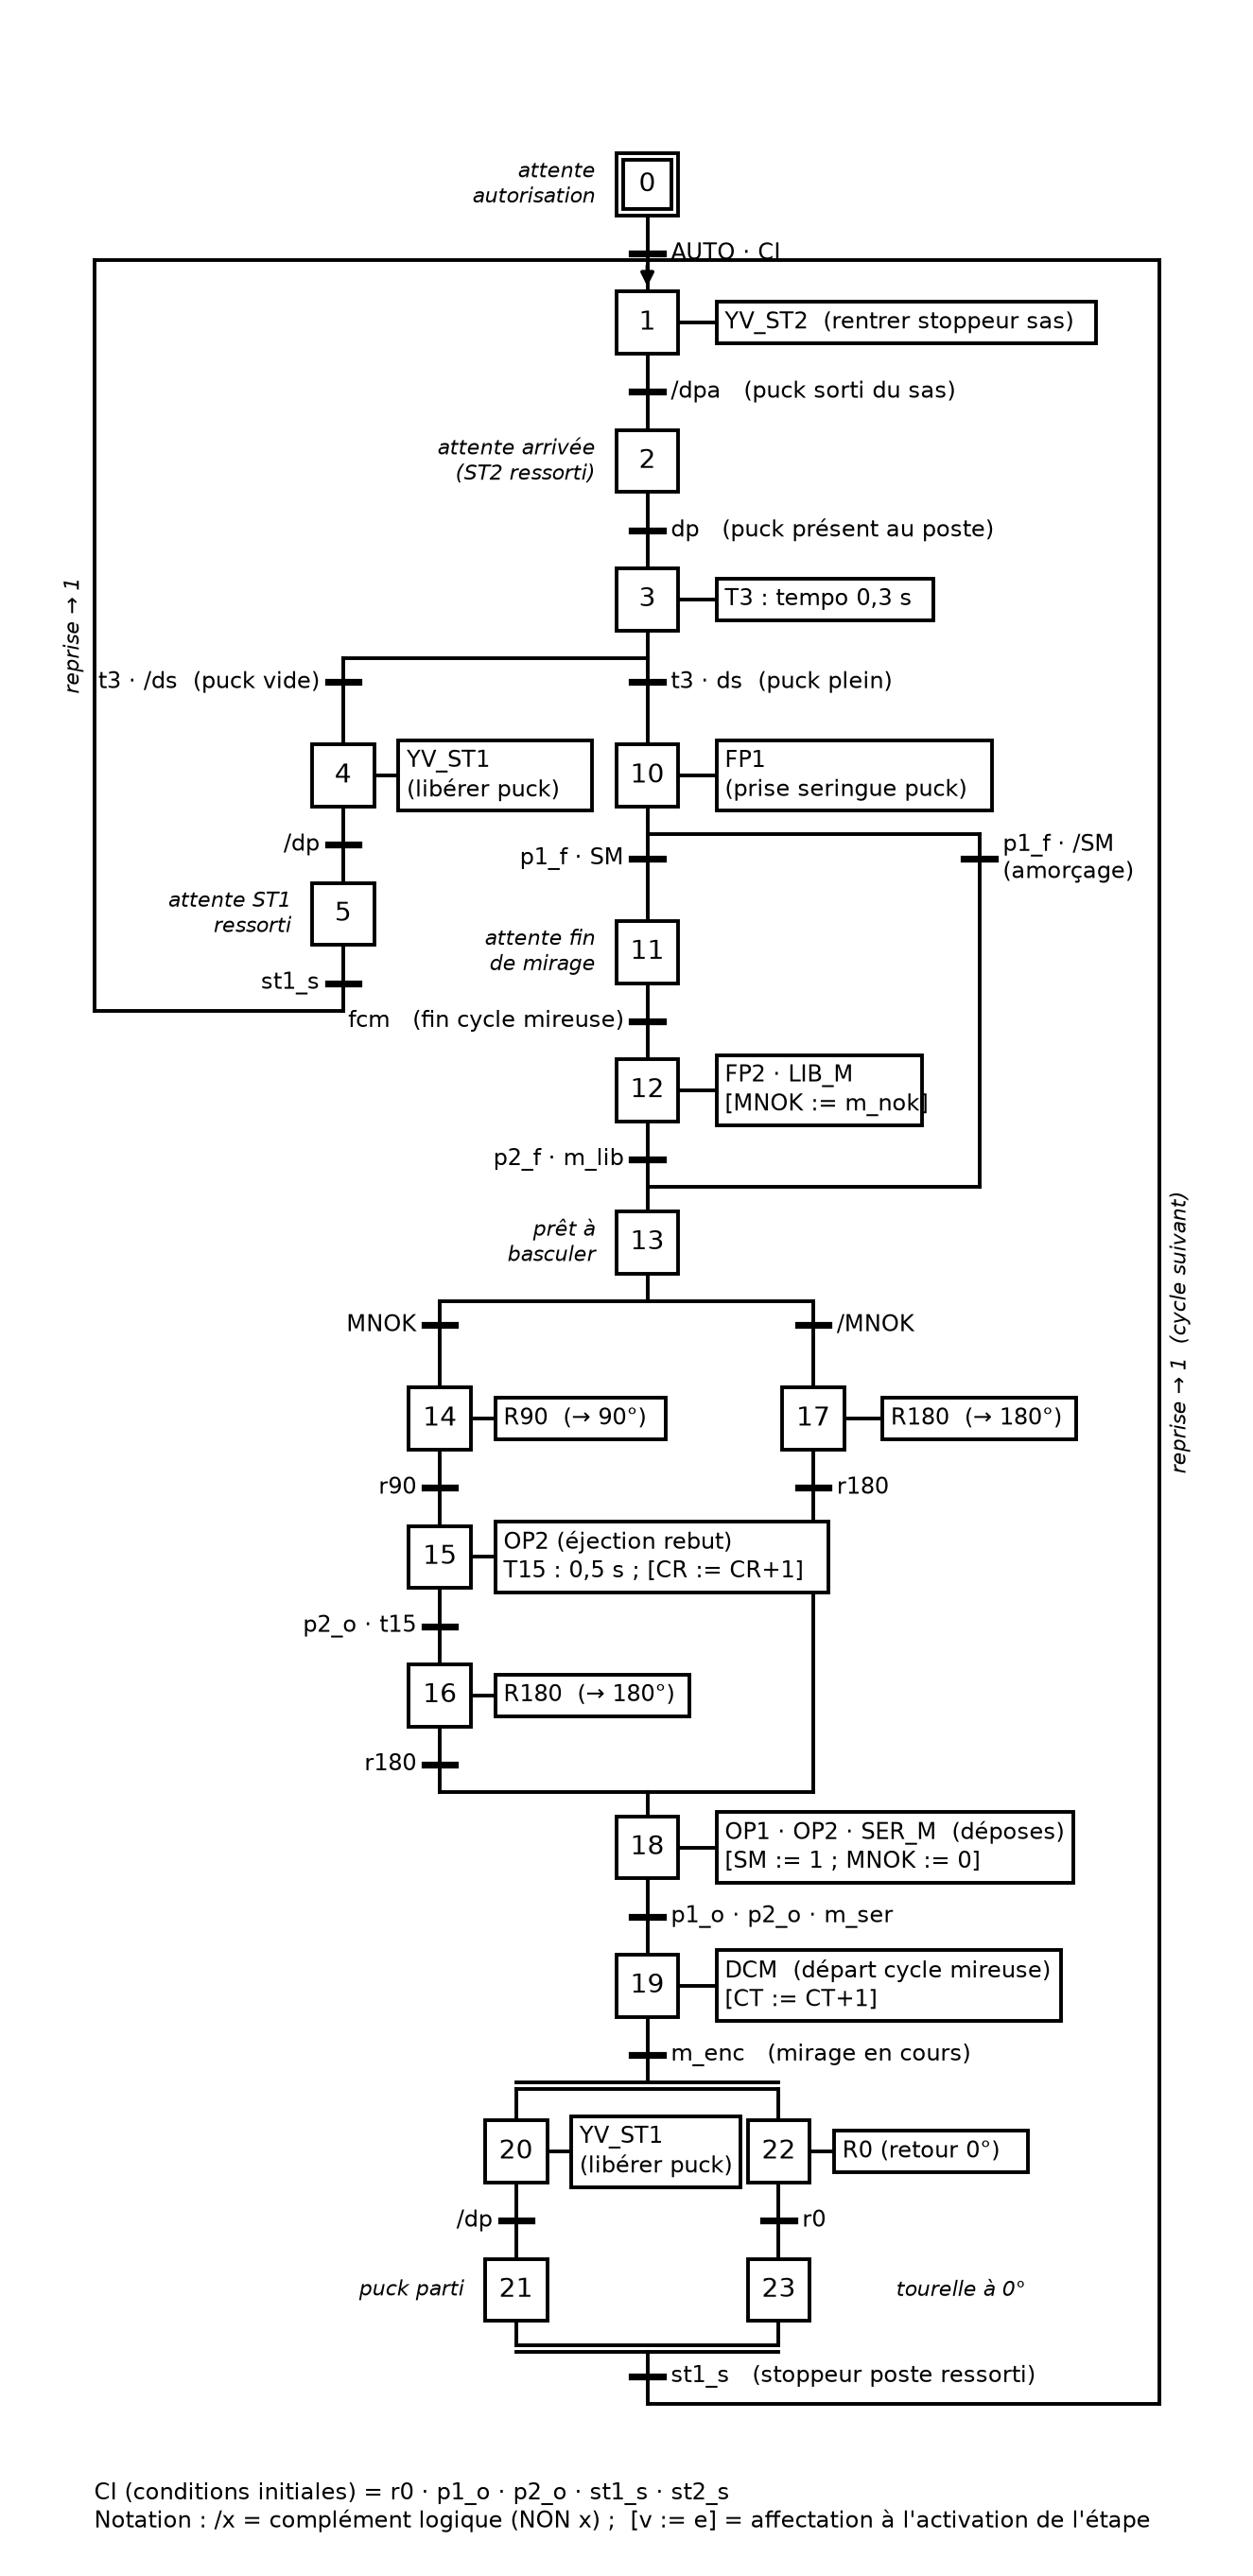 attente
autorisation
0
AUTO · CI
1
YV_ST2  (rentrer stoppeur sas)
/dpa   (puck sorti du sas)
attente arrivée
(ST2 ressorti)
2
dp   (puck présent au poste)
reprise → 1
3
T3 : tempo 0,3 s
t3 · /ds  (puck vide)
t3 · ds  (puck plein)
4
YV_ST1
(libérer puck)
10
FP1
(prise seringue puck)
/dp
p1_f · SM
p1_f · /SM
(amorçage)
attente ST1
ressorti
5
attente fin
de mirage
11
st1_s
fcm   (fin cycle mireuse)
12
FP2 · LIB_M
[MNOK := m_nok]
p2_f · m_lib
prêt à
basculer
13
reprise → 1  (cycle suivant)
MNOK
/MNOK
14
R90  (→ 90°)
17
R180  (→ 180°)
r90
r180
15
OP2 (éjection rebut)
T15 : 0,5 s ; [CR := CR+1]
p2_o · t15
16
R180  (→ 180°)
r180
18
OP1 · OP2 · SER_M  (déposes)
[SM := 1 ; MNOK := 0]
p1_o · p2_o · m_ser
19
DCM  (départ cycle mireuse)
[CT := CT+1]
m_enc   (mirage en cours)
20
YV_ST1
(libérer puck)
22
R0 (retour 0°)
/dp
r0
puck parti
21
23
tourelle à 0°
st1_s   (stoppeur poste ressorti)
CI (conditions initiales) = r0 · p1_o · p2_o · st1_s · st2_s
Notation : /x = complément logique (NON x) ;  [v := e] = affectation à l'activation de l'étape